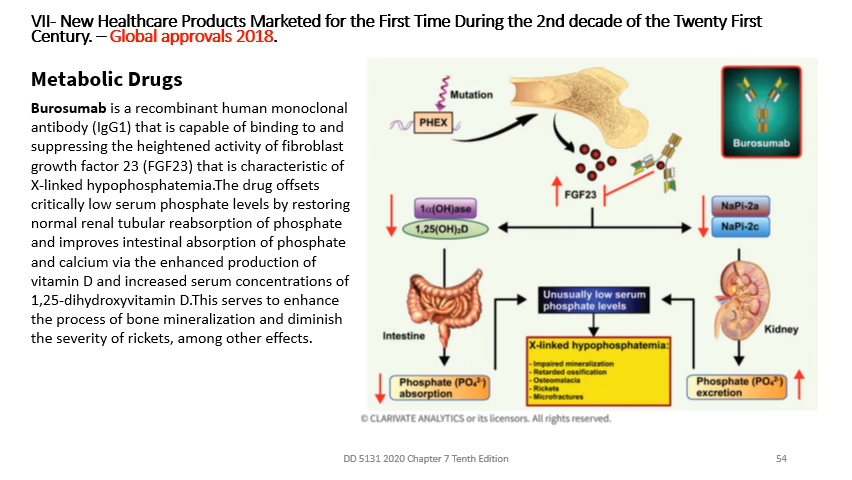 VII- New Healthcare Products Marketed for the First Time During the 2nd decade of the Twenty First
Century. – Global approvals 2018.
Metabolic Drugs
Burosumab is a recombinant human monoclonal
antibody (IgG1) that is capable of binding to and
suppressing the heightened activity of fibroblast
growth factor 23 (FGF23) that is characteristic of
X-linked hypophosphatemia.The drug offsets
critically low serum phosphate levels by restoring
normal renal tubular reabsorption of phosphate
and improves intestinal absorption of phosphate
and calcium via the enhanced production of
vitamin D and increased serum concentrations of
1,25-dihydroxyvitamin D.This serves to enhance
the process of bone mineralization and diminish
the severity of rickets, among other effects.
Mutation
PHEX
Burosumab
FGF23
1α(OH)ase
1,25(OH)₂D
NaPi-2a
NaPi-2c
Intestine
Unusually low serum
phosphate levels
Kidney
X-linked hypophosphatemia:
- Impaired mineralization
- Retarded ossification
- Osteomalacia
- Rickets
- Microfractures
Phosphate (PO₄³⁻)
absorption
Phosphate (PO₄³⁻)
excretion
© CLARIVATE ANALYTICS or its licensors. All rights reserved.
DD 5131 2020 Chapter 7 Tenth Edition
54